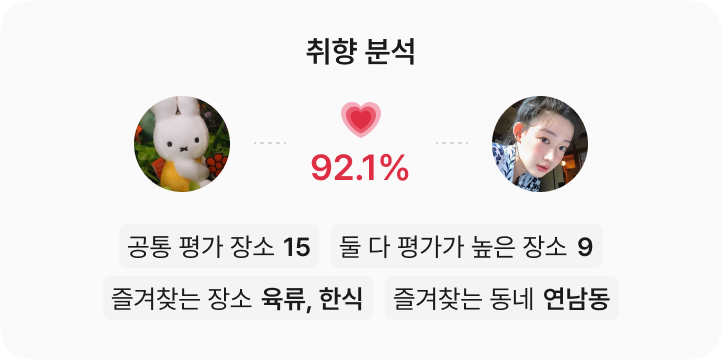 취향 분석
92.1%
공통 평가 장소 15 둘 다 평가가 높은 장소 9
즐겨찾는 장소 육류, 한식 즐겨찾는 동네 연남동